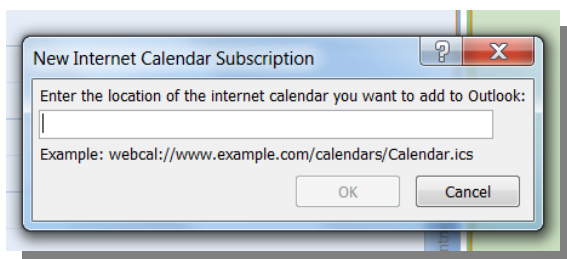 New Internet Calendar Subscription
Enter the location of the internet calendar you want to add to Outlook:
Example: webcal://www.example.com/calendars/Calendar.ics
OK Cancel